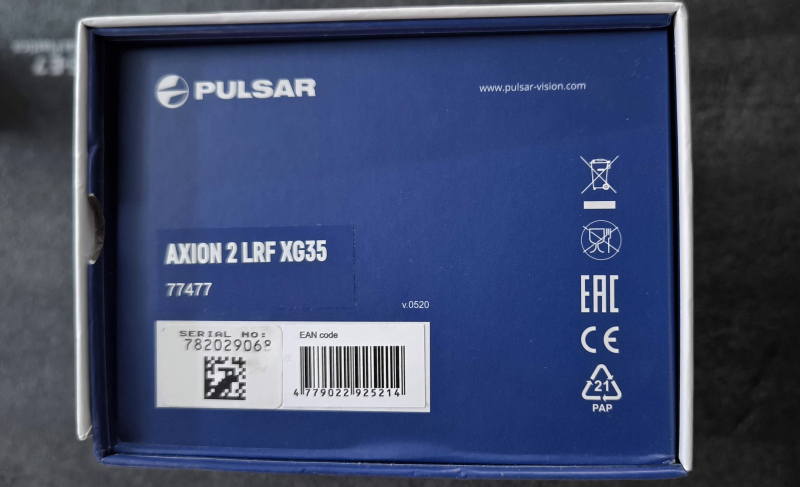 PULSAR
www.pulsar-vision.com
AXION 2 LRF XG35
77477
v.0520
SERIAL NO:
782029068
EAN code
4 779022 925214
EAC
CE
21
PAP